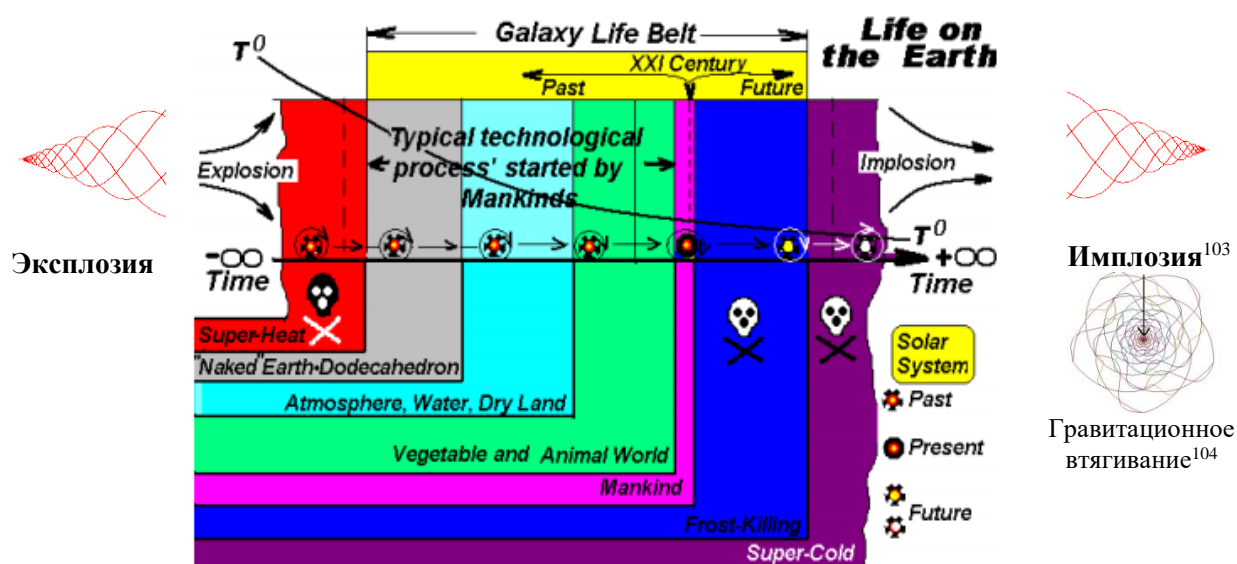 Galaxy Life Belt
Life on
the Earth
T⁰
XXI Century
Past
Future
Typical technological
process' started by
Mankinds
Explosion
Implosion
Эксплозия
-∞
Time
T⁰
+∞
Time
Имплозия¹⁰³
Super-Heat
"Naked" Earth•Dodecahedron
Atmosphere, Water, Dry Land
Vegetable and Animal World
Mankind
Frost-Killing
Super-Cold
Solar
System
Past
Present
Future
Гравитационное
втягивание¹⁰⁴